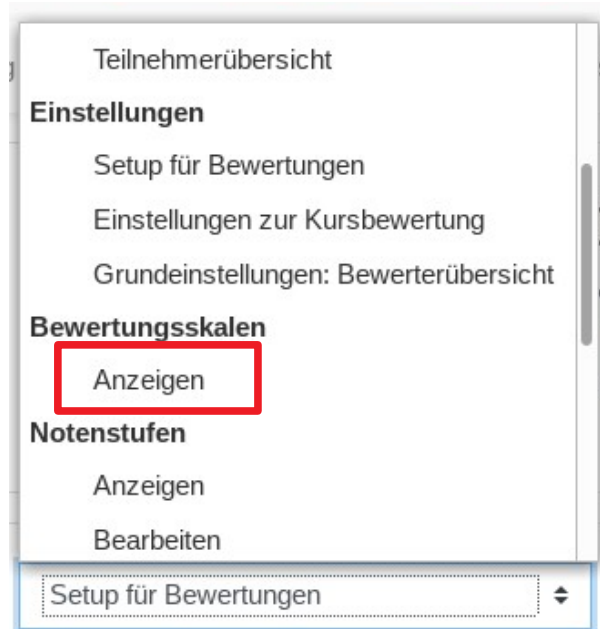 Teilnehmerübersicht
Einstellungen
Setup für Bewertungen
Einstellungen zur Kursbewertung
Grundeinstellungen: Bewerterübersicht
Bewertungsskalen
Anzeigen
Notenstufen
Anzeigen
Bearbeiten
Setup für Bewertungen